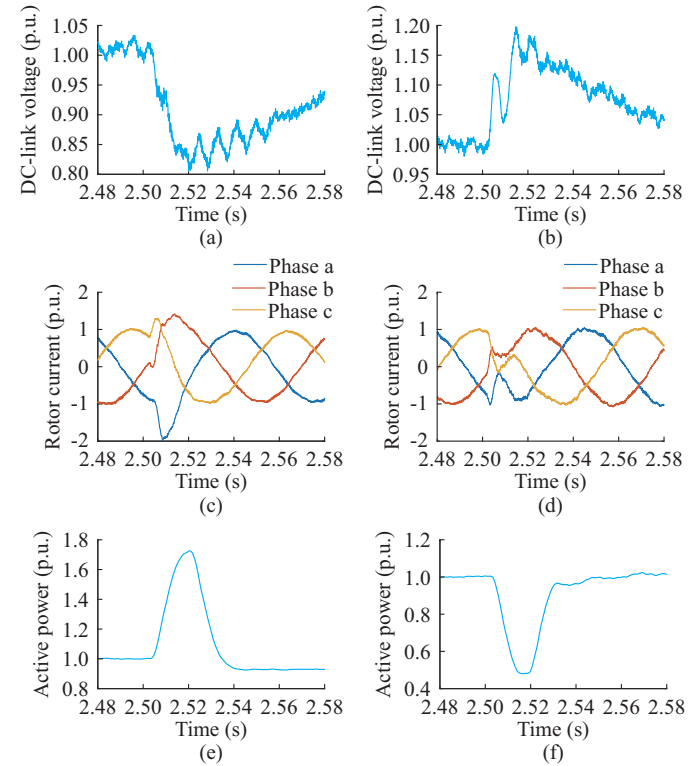 1.05
1.00
0.95
0.90
0.85
0.80
DC-link voltage (p.u.)
2.48 2.50 2.52 2.54 2.56 2.58
Time (s)
(a)
1.20
1.15
1.10
1.05
1.00
0.95
DC-link voltage (p.u.)
2.48 2.50 2.52 2.54 2.56 2.58
Time (s)
(b)
Phase a
Phase b
Phase c
2
1
0
-1
-2
Rotor current (p.u.)
2.48 2.50 2.52 2.54 2.56 2.58
Time (s)
(c)
Phase a
Phase b
Phase c
2
1
0
-1
-2
Rotor current (p.u.)
2.48 2.50 2.52 2.54 2.56 2.58
Time (s)
(d)
1.8
1.6
1.4
1.2
1.0
0.8
Active power (p.u.)
2.48 2.50 2.52 2.54 2.56 2.58
Time (s)
(e)
1.2
1.0
0.8
0.6
0.4
Active power (p.u.)
2.48 2.50 2.52 2.54 2.56 2.58
Time (s)
(f)